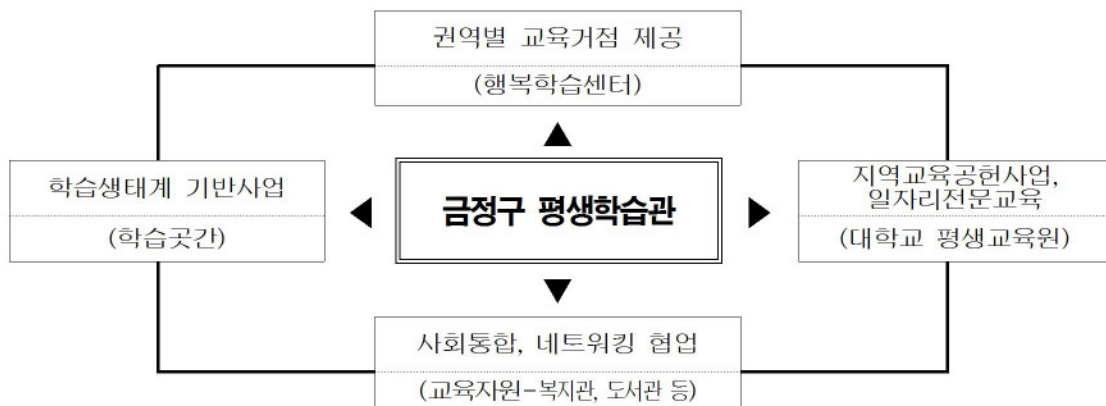 권역별 교육거점 제공
(행복학습센터)
학습생태계 기반사업
(학습곳간)
금정구 평생학습관
지역교육공헌사업,
일자리전문교육
(대학교 평생교육원)
사회통합, 네트워킹 협업
(교육자원-복지관, 도서관 등)